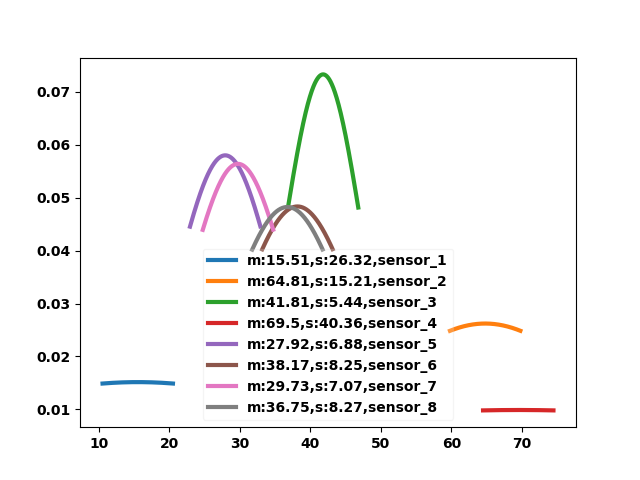 0.07
0.06
0.05
0.04
0.03
0.02
0.01
m:15.51,s:26.32,sensor_1
m:64.81,s:15.21,sensor_2
m:41.81,s:5.44,sensor_3
m:69.5,s:40.36,sensor_4
m:27.92,s:6.88,sensor_5
m:38.17,s:8.25,sensor_6
m:29.73,s:7.07,sensor_7
m:36.75,s:8.27,sensor_8
10 20 30 40 50 60 70